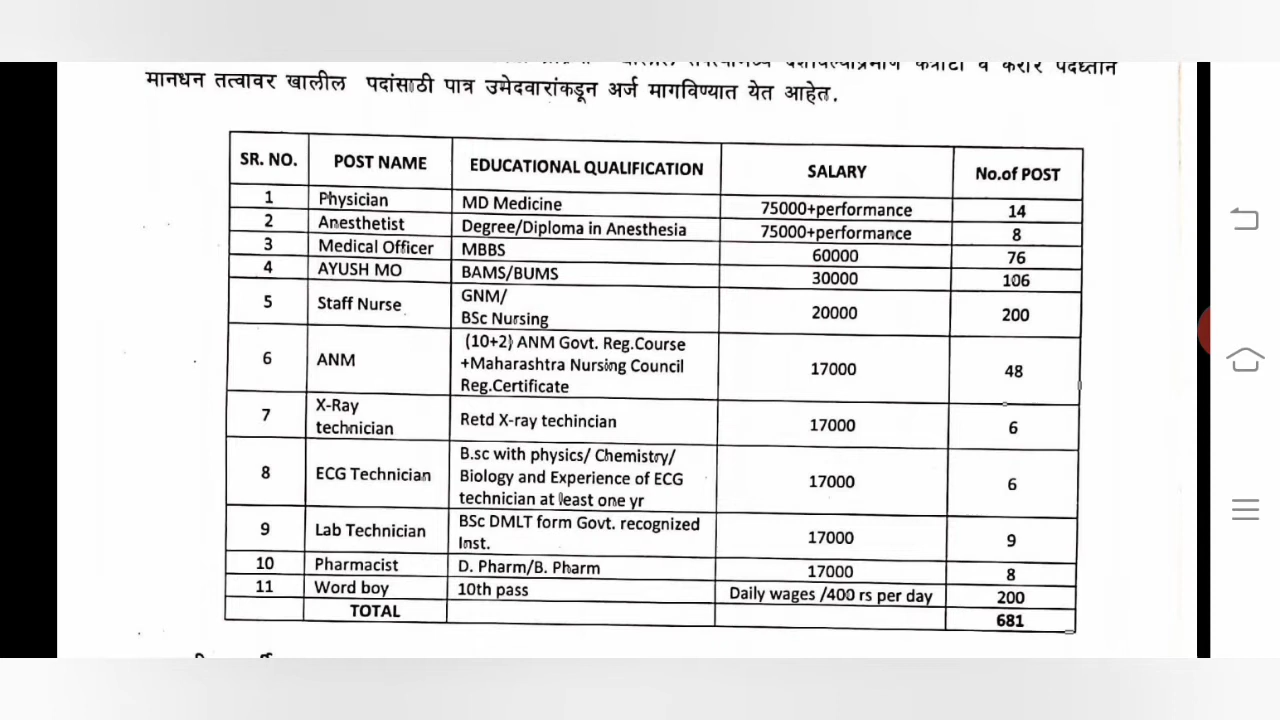 मानधन तत्वावर खालील पदांसाठी पात्र उमेदवारांकडून अर्ज मागविण्यात येत आहेत.
SR. NO. POST NAME EDUCATIONAL QUALIFICATION SALARY No.of POST
1 Physician MD Medicine 75000+performance 14
2 Anesthetist Degree/Diploma in Anesthesia 75000+performance 8
3 Medical Officer MBBS 60000 76
4 AYUSH MO BAMS/BUMS 30000 106
5 Staff Nurse GNM/
BSc Nursing 20000 200
6 ANM (10+2) ANM Govt. Reg.Course
+Maharashtra Nursing Council
Reg.Certificate 17000 48
7 X-Ray
technician Retd X-ray techincian 17000 6
8 ECG Technician B.sc with physics/ Chemistry/
Biology and Experience of ECG
technician at least one yr 17000 6
9 Lab Technician BSc DMLT form Govt. recognized
Inst. 17000 9
10 Pharmacist D. Pharm/B. Pharm 17000 8
11 Word boy 10th pass Daily wages /400 rs per day 200
TOTAL 681